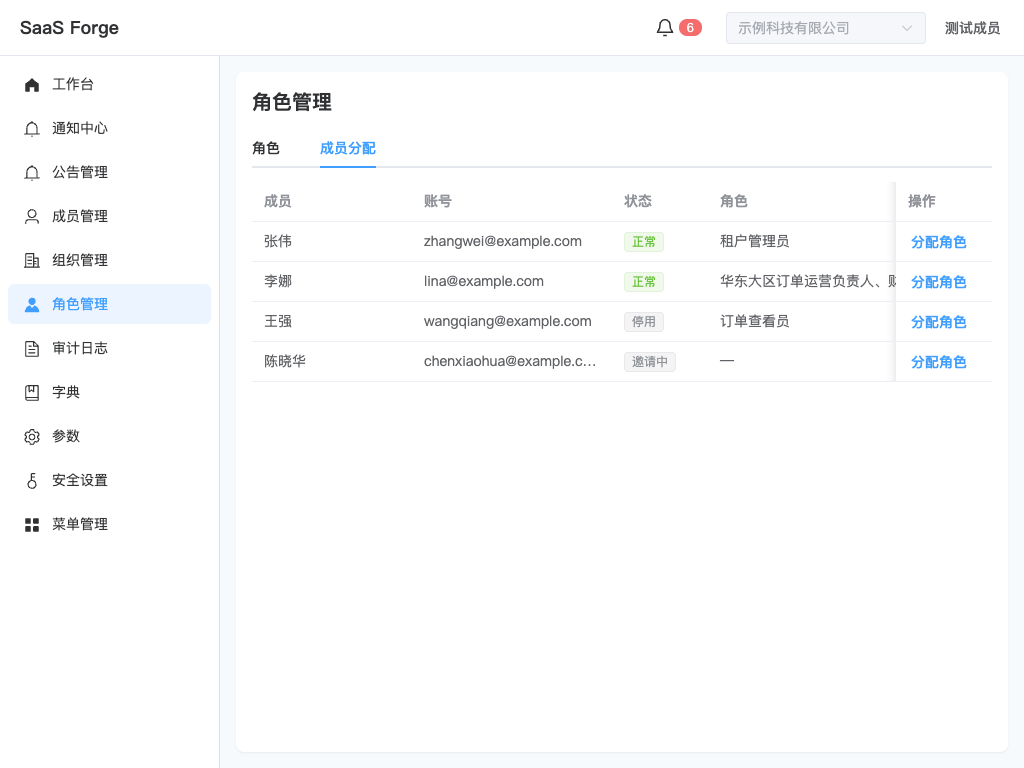 SaaS Forge
6
示例科技有限公司
测试成员
工作台
通知中心
公告管理
成员管理
组织管理
角色管理
审计日志
字典
参数
安全设置
菜单管理
角色管理
角色 成员分配
成员 账号 状态 角色 操作
张伟 zhangwei@example.com 正常 租户管理员 分配角色
李娜 lina@example.com 正常 华东大区订单运营负责人、 分配角色
王强 wangqiang@example.com 停用 订单查看员 分配角色
陈晓华 chenxiaohua@example.c... 邀请中 — 分配角色